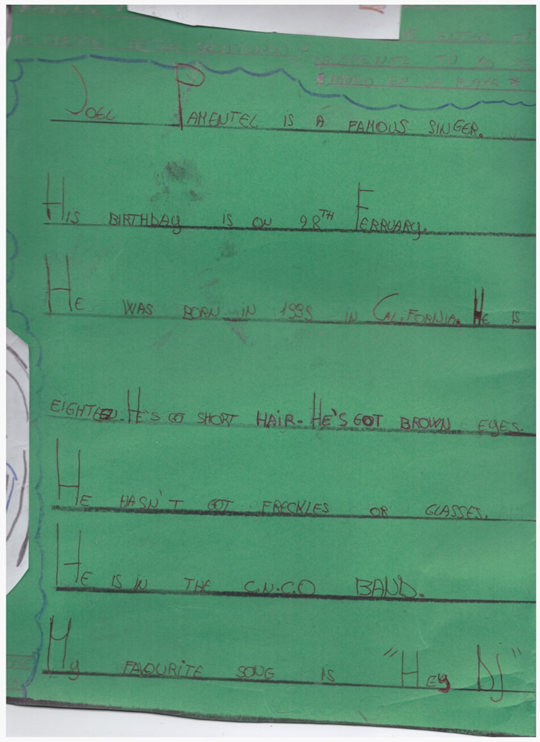 JOEL PAMENTEL IS A FAMOUS SINGER.
HIS BIRTHDAY IS ON 28TH FEBRUARY.
HE WAS BORN IN 1999 IN CALIFORNIA. HE IS
EIGHTEEN. HE'S GOT SHORT HAIR. HE'S GOT BROWN EYES.
HE HASN'T GOT FRECKLES OR GLASSES.
HE IS IN THE C.N.C.O BAND.
My FAVOURITE SONG IS "HEy DJ"